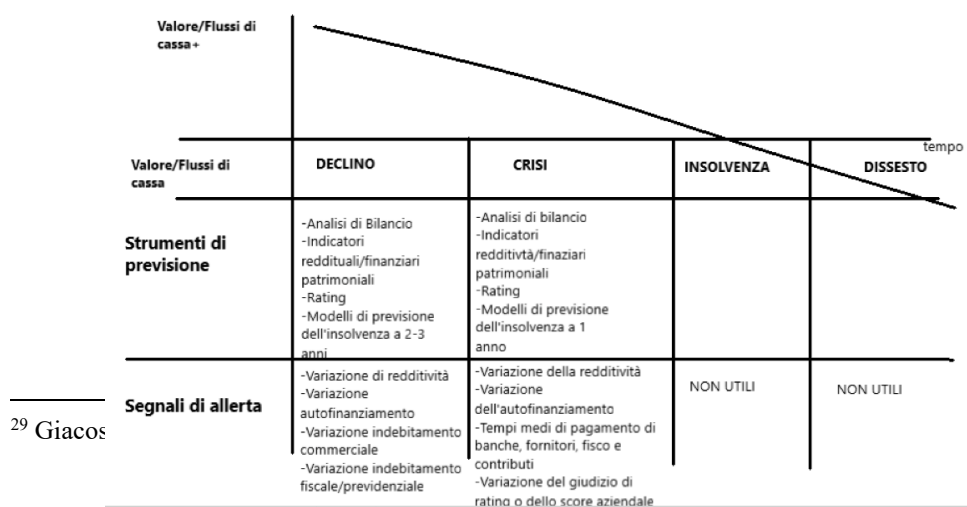 Valore/Flussi di
cassa+
tempo
Valore/Flussi di
cassa
DECLINO
CRISI
INSOLVENZA
DISSESTO
Strumenti di
previsione
-Analisi di Bilancio
-Indicatori
reddituali/finanziari
patrimoniali
-Rating
-Modelli di previsione
dell'insolvenza a 2-3
anni
-Analisi di bilancio
-Indicatori
redditivtà/finaziari
patrimoniali
-Rating
-Modelli di previsione
dell'insolvenza a 1
anno
Segnali di allerta
-Variazione di redditività
-Variazione
autofinanziamento
-Variazione indebitamento
commerciale
-Variazione indebitamento
fiscale/previdenziale
-Variazione della redditività
-Variazione
dell'autofinanziamento
-Tempi medi di pagamento di
banche, fornitori, fisco e
contributi
-Variazione del giudizio di
rating o dello score aziendale
NON UTILI
NON UTILI
29 Giacos